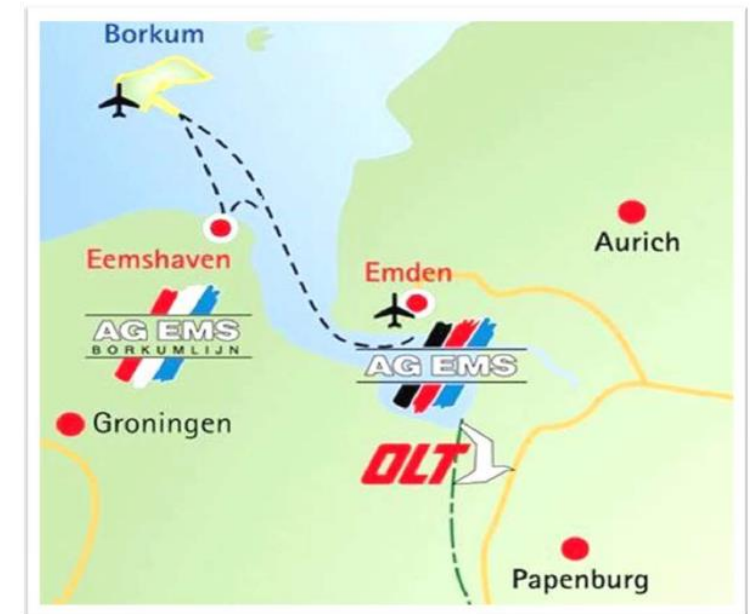 Borkum
Aurich
Eemshaven
Emden
AG EMS
BORKUMLIJN
AG EMS
Groningen
OLT
Papenburg